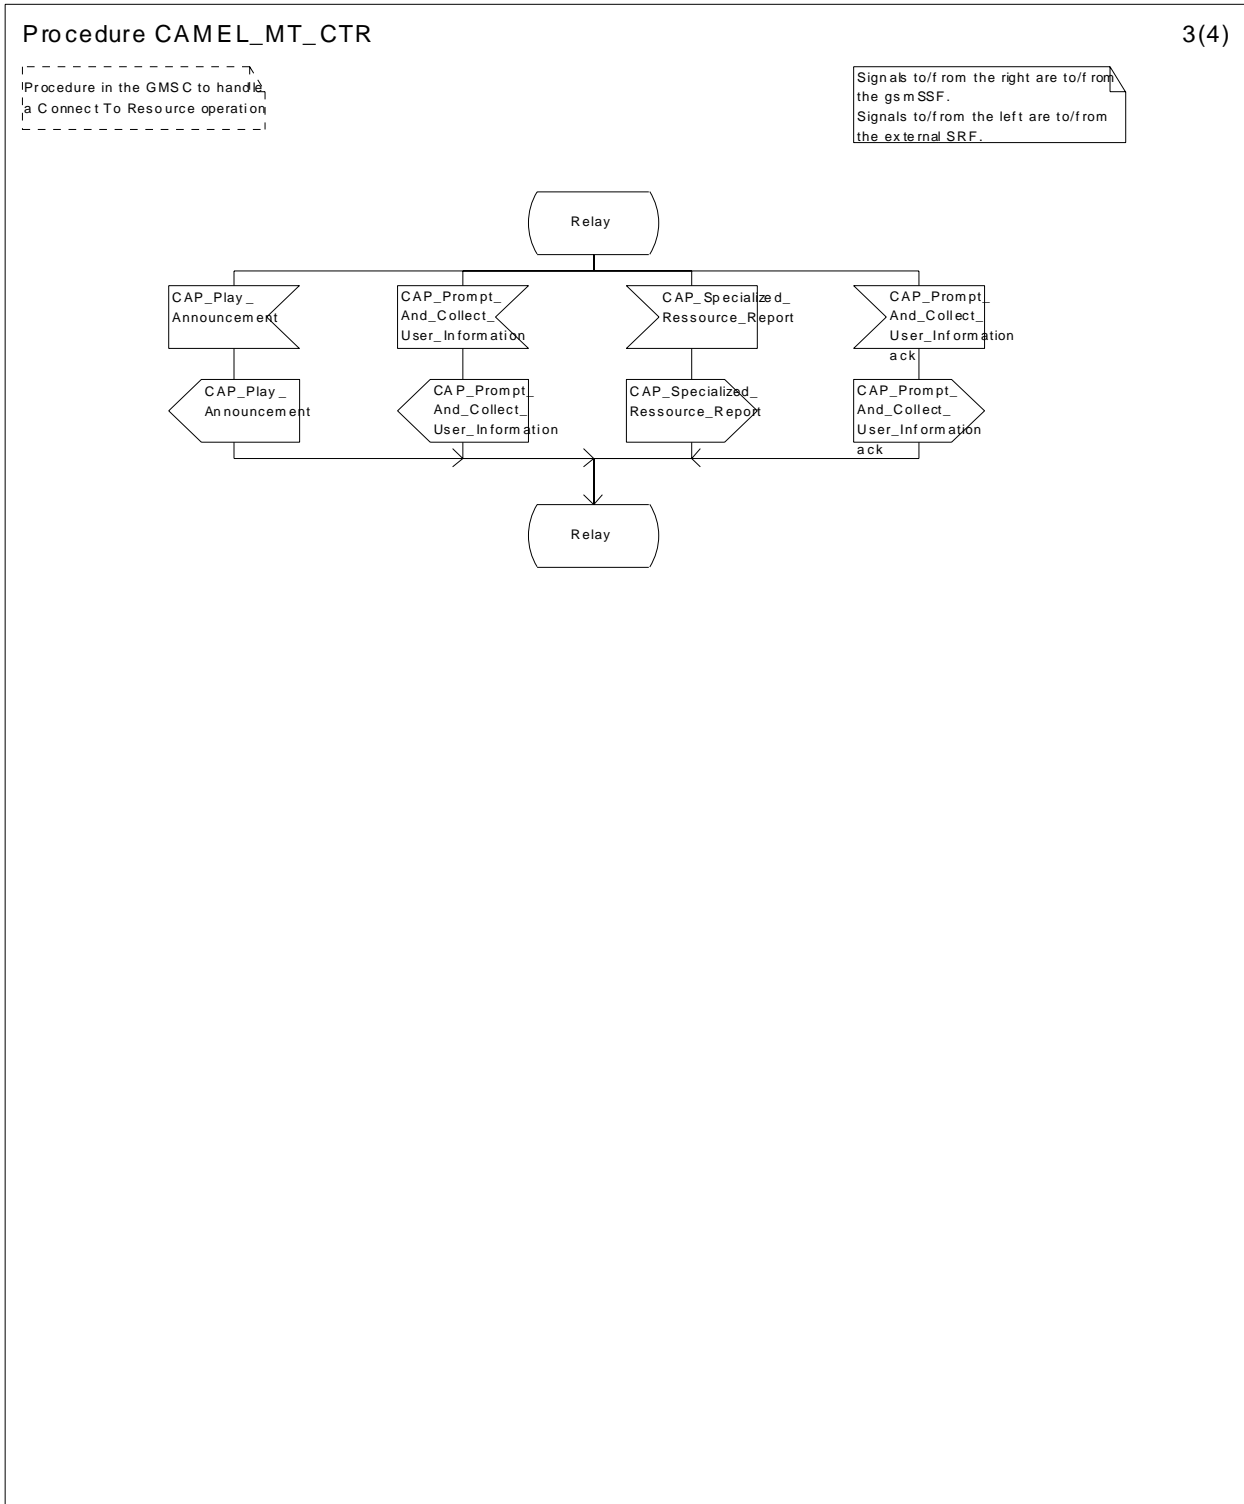 Procedure CAMEL_MT_CTR
3(4)
Procedure in the GMSC to handle
a Connect To Resource operation
Signals to/from the right are to/from
the gsmSSF.
Signals to/from the left are to/from
the external SRF.
Relay
CAP_Play_
Announcement
CAP_Prompt_
And_Collect_
User_Information
CAP_Specialized_
Ressource_Report
CAP_Prompt_
And_Collect_
User_Information
ack
CAP_Play_
Announcement
CAP_Prompt_
And_Collect_
User_Information
CAP_Specialized_
Ressource_Report
CAP_Prompt_
And_Collect_
User_Information
ack
Relay